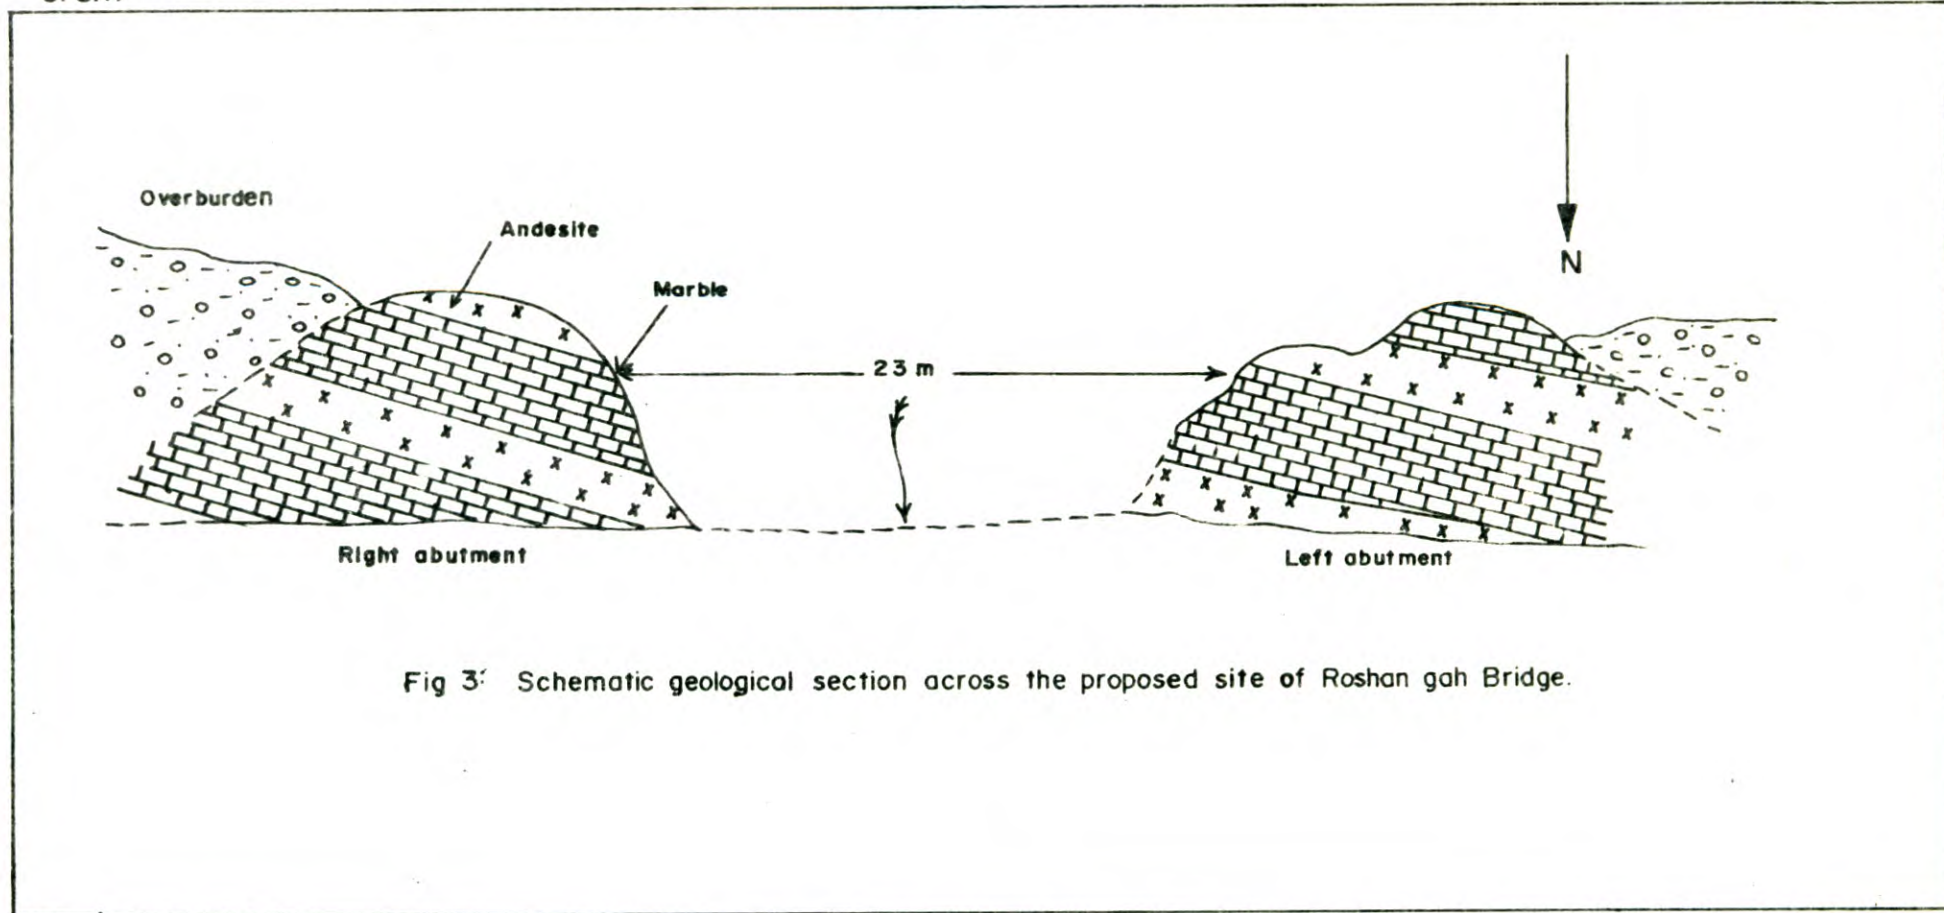 Overburden
Andesite
Marble
N
23 m
Right abutment
Left abutment
Fig 3: Schematic geological section across the proposed site of Roshan gah Bridge.